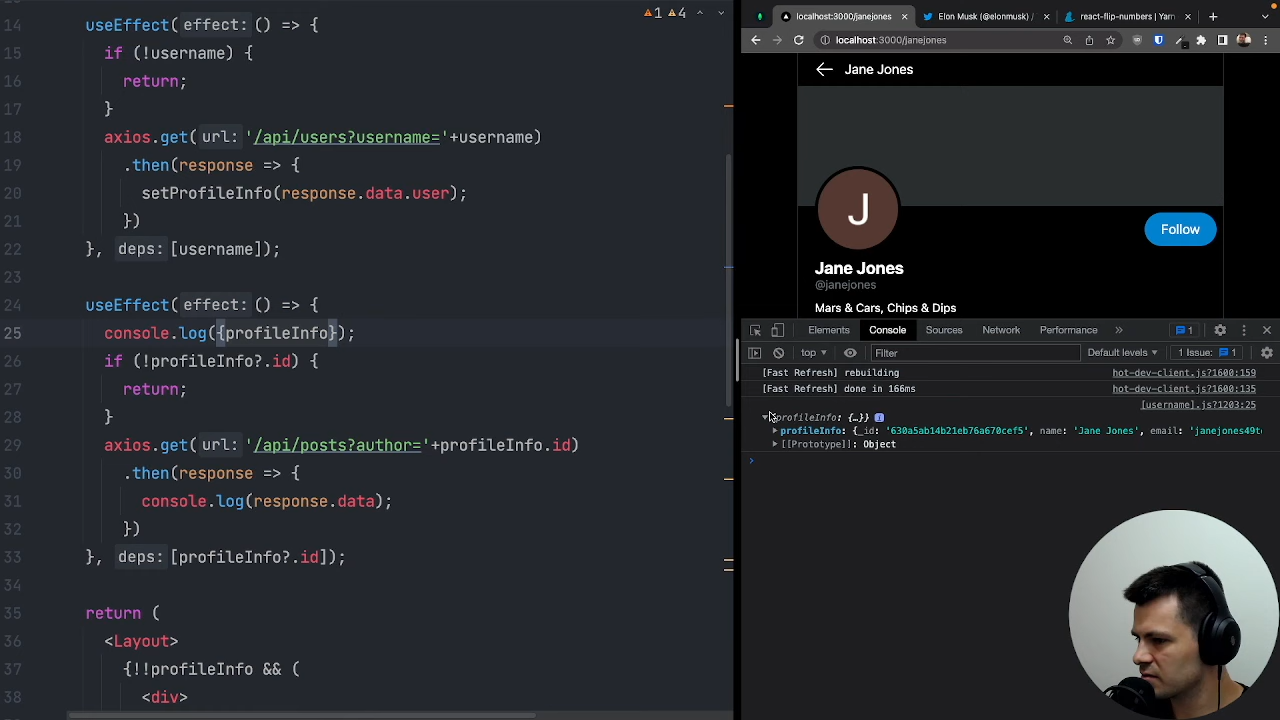 14 useEffect( effect: () => {
15 if (!username) {
16 return;
17 }
18 axios.get( url: '/api/users?username='+username)
19 .then(response => {
20 setProfileInfo(response.data.user);
21 })
22 }, deps: [username]);
23
24 useEffect( effect: () => {
25 console.log({profileInfo});
26 if (!profileInfo?.id) {
27 return;
28 }
29 axios.get( url: '/api/posts?author='+profileInfo.id)
30 .then(response => {
31 console.log(response.data);
32 })
33 }, deps: [profileInfo?.id]);
34
35 return (
36 <Layout>
37 {!!profileInfo && (
38 <div>
1 4
localhost:3000/janejones
Elon Musk (@elonmusk) /
react-flip-numbers | Yarn
localhost:3000/janejones
Jane Jones
J
Follow
Jane Jones
@janejones
Mars & Cars, Chips & Dips
Elements Console Sources Network Performance » 1
top Filter Default levels 1 Issue: 1
[Fast Refresh] rebuilding hot-dev-client.js?1600:159
[Fast Refresh] done in 166ms hot-dev-client.js?1600:135
[username].js?1203:25
profileInfo: {…}} i
profileInfo: {_id: '630a5ab14b21eb76a670cef5', name: 'Jane Jones', email: 'janejones49t
[[Prototype]]: Object